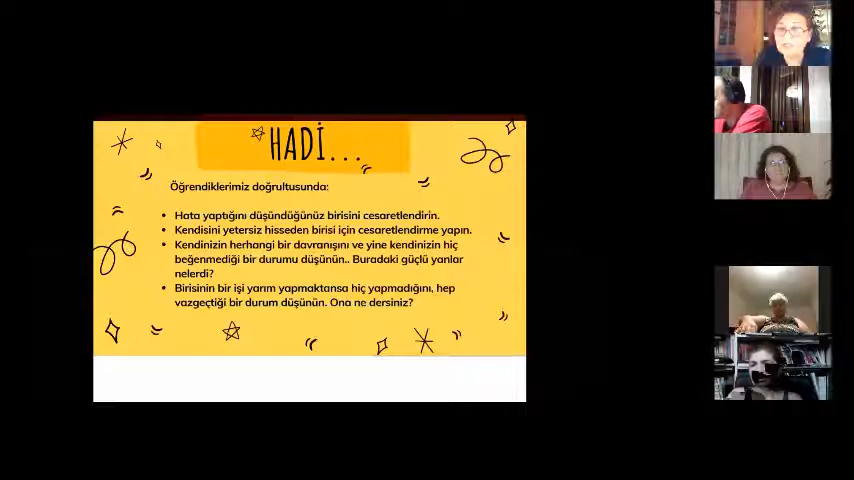 HADİ...
Öğrendiklerimiz doğrultusunda:
• Hata yaptığını düşündüğünüz birisini cesaretlendirin.
• Kendisini yetersiz hisseden birisi için cesaretlendirme yapın.
• Kendinizin herhangi bir davranışını ve yine kendinizin hiç
beğenmediği bir durumu düşünün.. Buradaki güçlü yanlar
nelerdi?
• Birisinin bir işi yarım yapmaktansa hiç yapmadığını, hep
vazgeçtiği bir durum düşünün. Ona ne dersiniz?